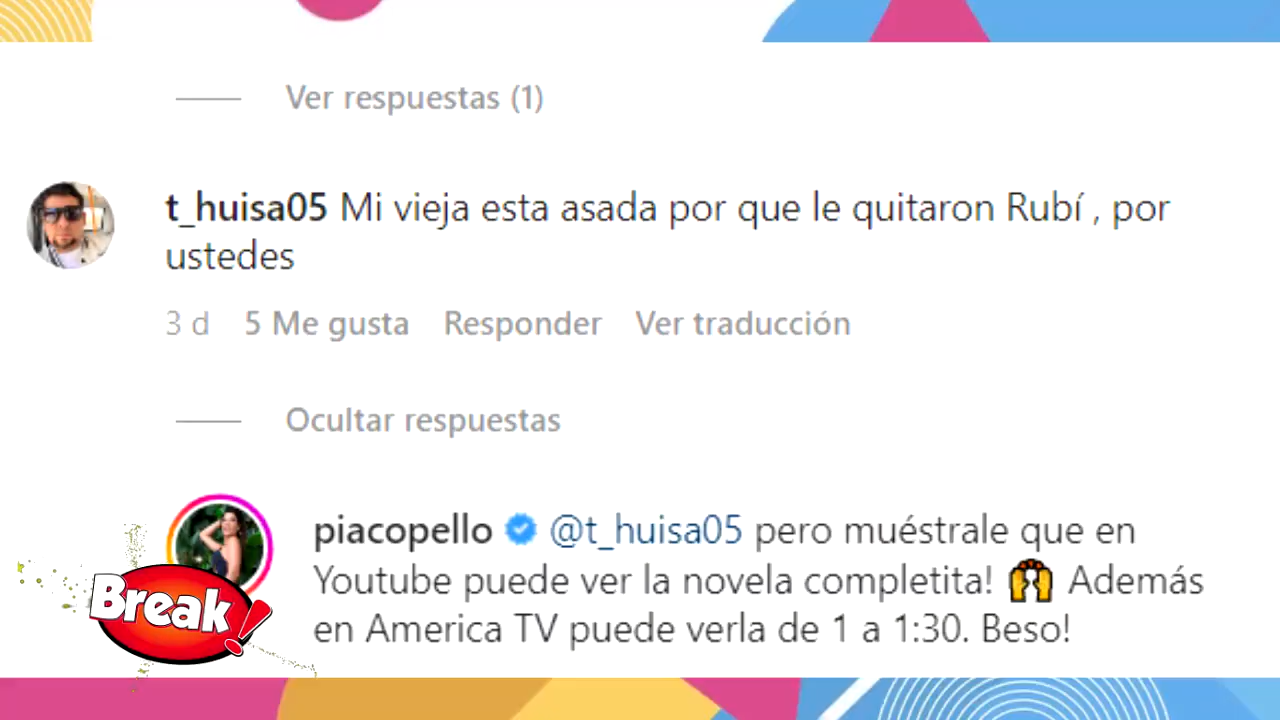 Ver respuestas (1)
t_huisa05 Mi vieja esta asada por que le quitaron Rubí , por
ustedes
3 d 5 Me gusta Responder Ver traducción
Ocultar respuestas
piacopello @t_huisa05 pero muéstrale que en
Youtube puede ver la novela completita! 🙌 Además
en America TV puede verla de 1 a 1:30. Beso!
Break!